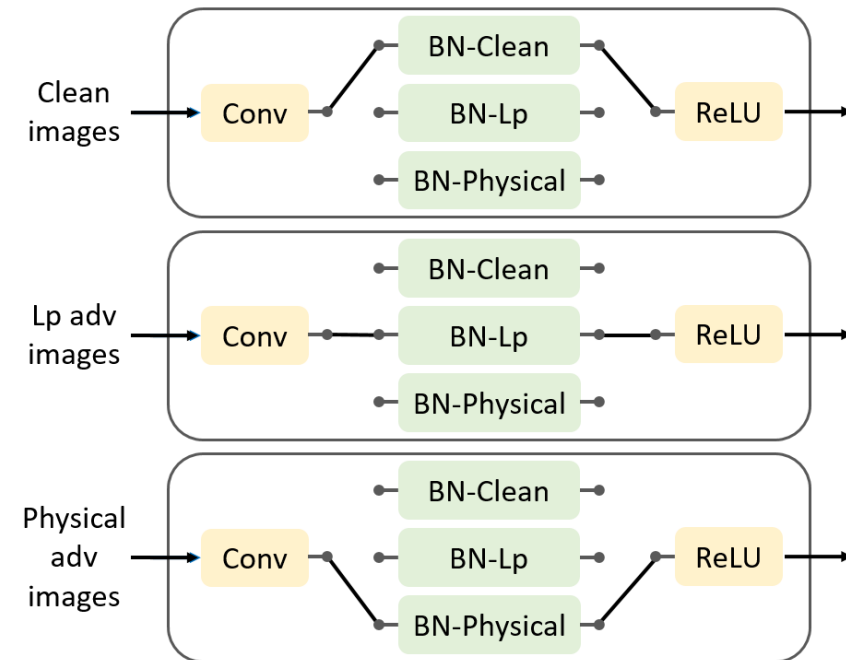 Clean
images
Conv
BN-Clean
BN-Lp
BN-Physical
ReLU
Lp adv
images
Conv
BN-Clean
BN-Lp
BN-Physical
ReLU
Physical
adv
images
Conv
BN-Clean
BN-Lp
BN-Physical
ReLU